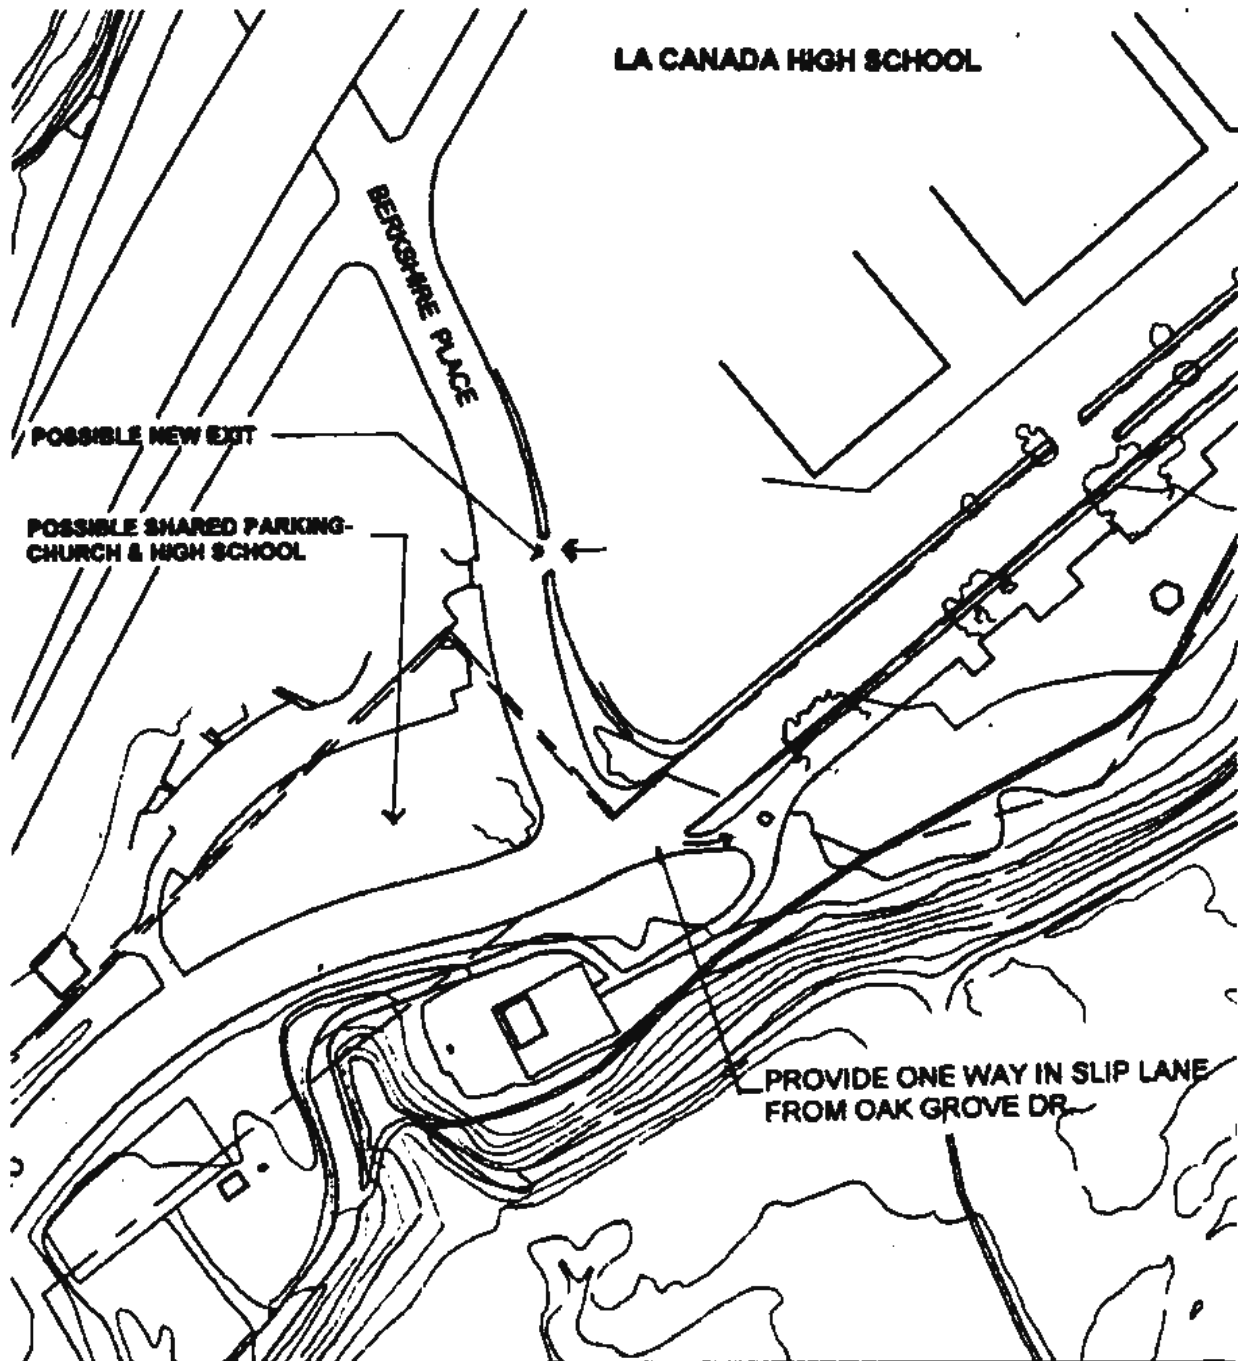 LA CANADA HIGH SCHOOL
BERKSHIRE PLACE
POSSIBLE NEW EXIT
POSSIBLE SHARED PARKING-
CHURCH & HIGH SCHOOL
PROVIDE ONE WAY IN SLIP LANE
FROM OAK GROVE DR.